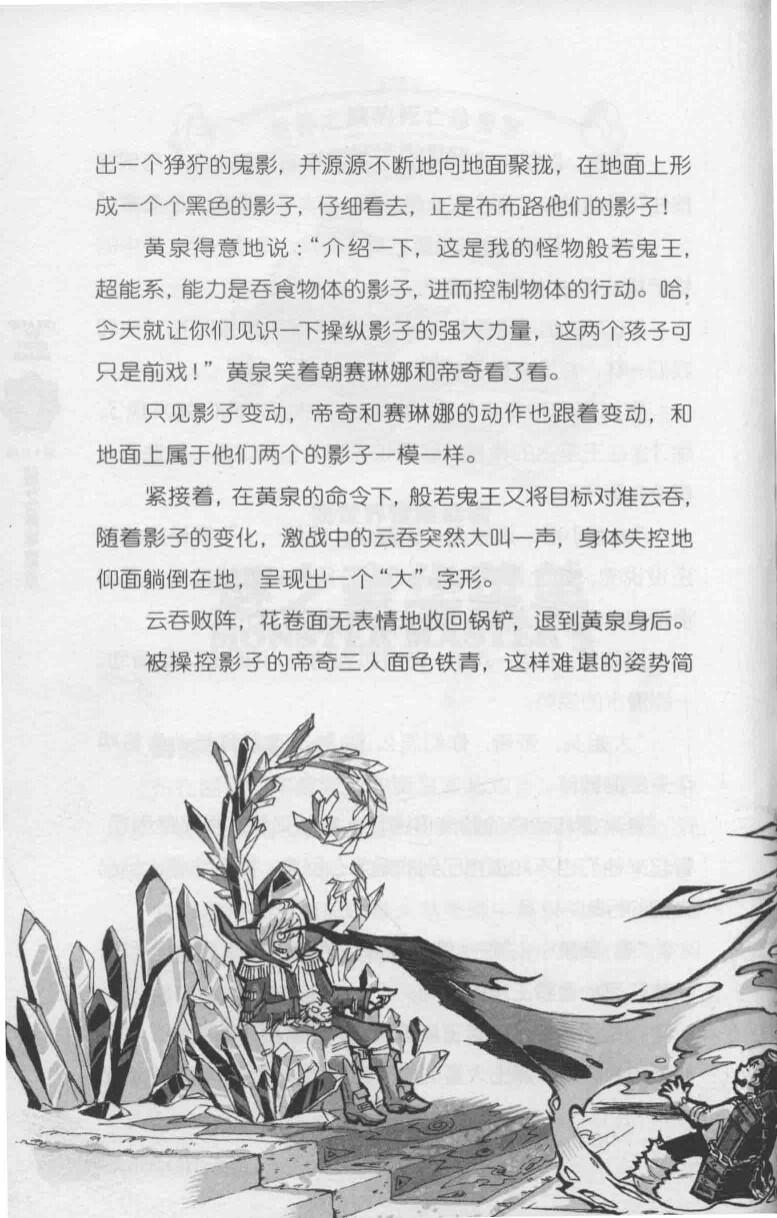 出一个狰狞的鬼影，并源源不断地向地面聚拢，在地面上形
成一个个黑色的影子，仔细看去，正是布布路他们的影子！
黄泉得意地说：“介绍一下，这是我的怪物般若鬼王，
超能系，能力是吞食物体的影子，进而控制物体的行动。哈，
今天就让你们见识一下操纵影子的强大力量，这两个孩子可
只是前戏！”黄泉笑着朝赛琳娜和帝奇看了看。
只见影子变动，帝奇和赛琳娜的动作也跟着变动，和
地面上属于他们两个的影子一模一样。
紧接着，在黄泉的命令下，般若鬼王又将目标对准云吞，
随着影子的变化，激战中的云吞突然大叫一声，身体失控地
仰面躺倒在地，呈现出一个“大”字形。
云吞败阵，花卷面无表情地收回锅铲，退到黄泉身后。
被操控影子的帝奇三人面色铁青，这样难堪的姿势简